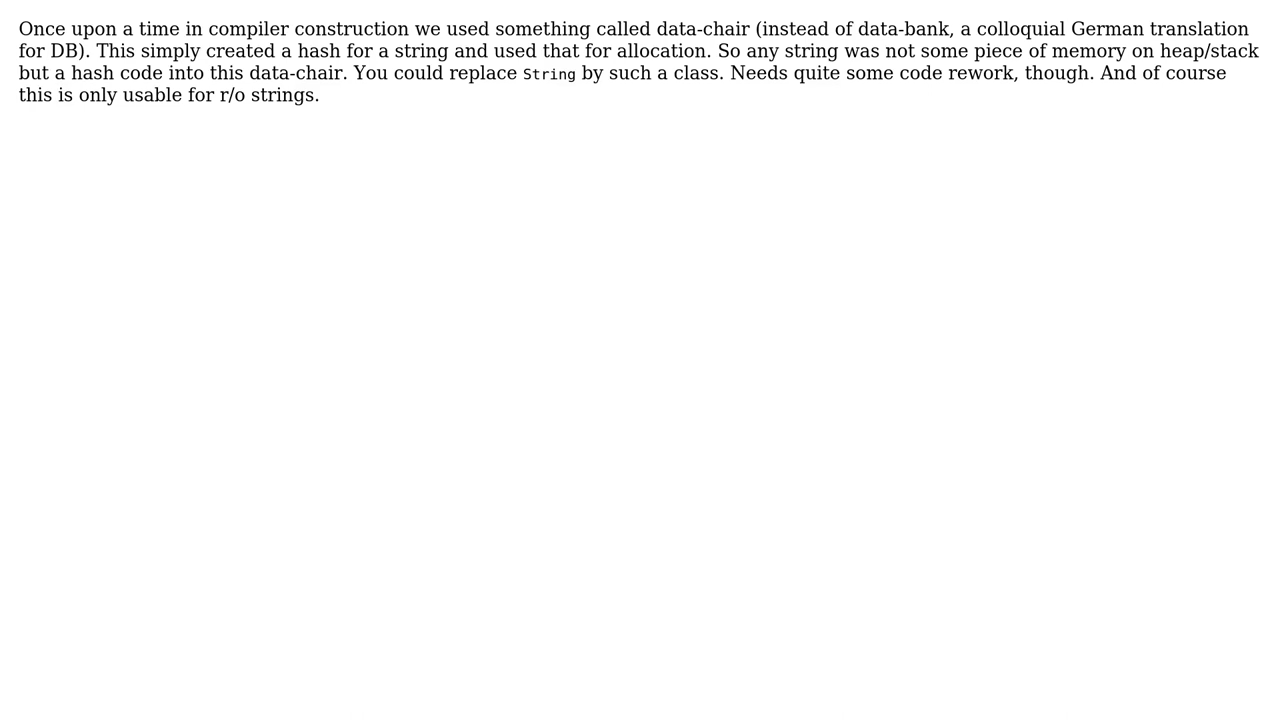 Once upon a time in compiler construction we used something called data-chair (instead of data-bank, a colloquial German translation
for DB). This simply created a hash for a string and used that for allocation. So any string was not some piece of memory on heap/stack
but a hash code into this data-chair. You could replace String by such a class. Needs quite some code rework, though. And of course
this is only usable for r/o strings.